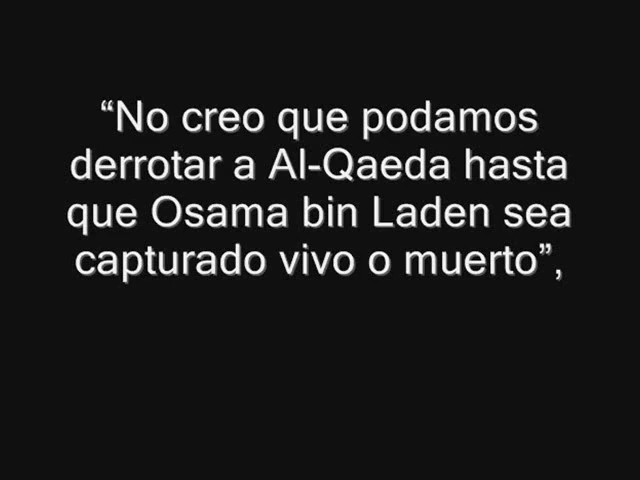 “No creo que podamos
derrotar a Al-Qaeda hasta
que Osama bin Laden sea
capturado vivo o muerto”,